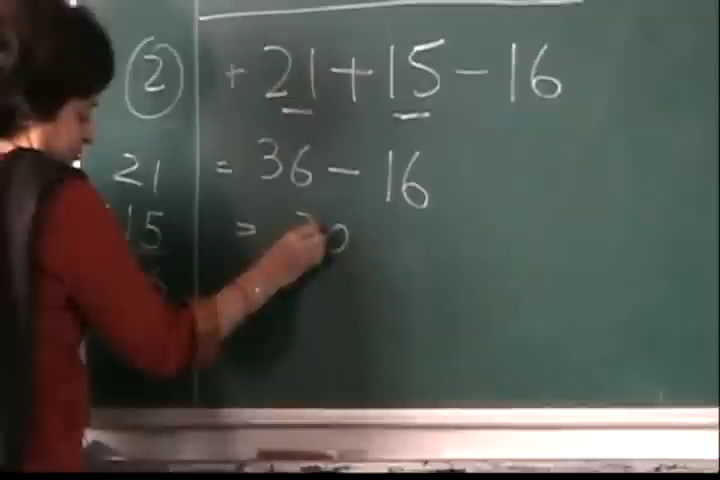 ② + 21 + 15 - 16
21 = 36 - 16
15 =